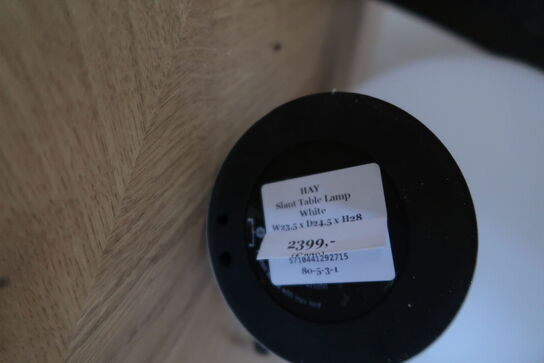 HAY
Slant Table Lamp
White
W23.5 x D24.5 x H28
2399,-
5710441292715
80-5-3-1